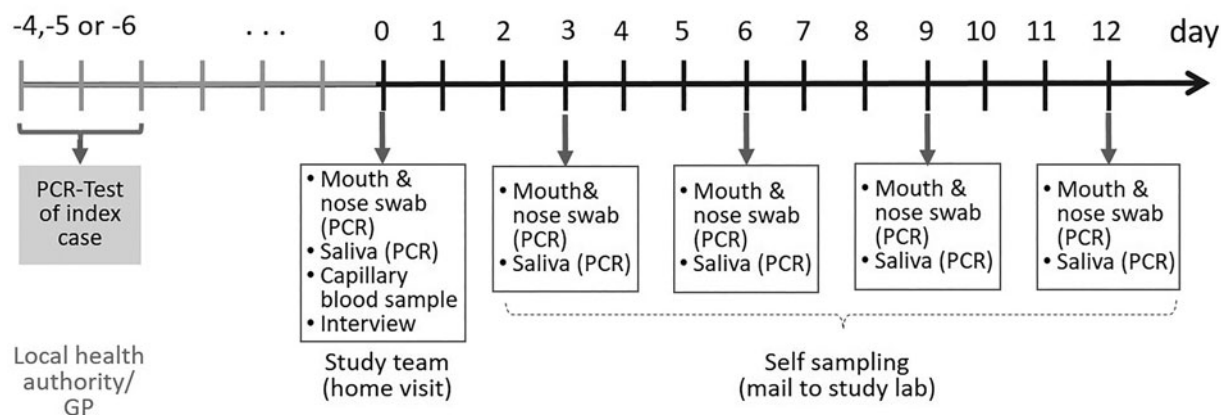 -4,-5 or -6 ... 0 1 2 3 4 5 6 7 8 9 10 11 12 day
PCR-Test
of index
case
Local health
authority/
GP
• Mouth &
nose swab
(PCR)
• Saliva (PCR)
• Capillary
blood sample
• Interview
Study team
(home visit)
• Mouth&
nose swab
(PCR)
• Saliva (PCR)
• Mouth &
nose swab
(PCR)
• Saliva (PCR)
• Mouth &
nose swab
(PCR)
• Saliva (PCR)
• Mouth &
nose swab
(PCR)
• Saliva (PCR)
Self sampling
(mail to study lab)